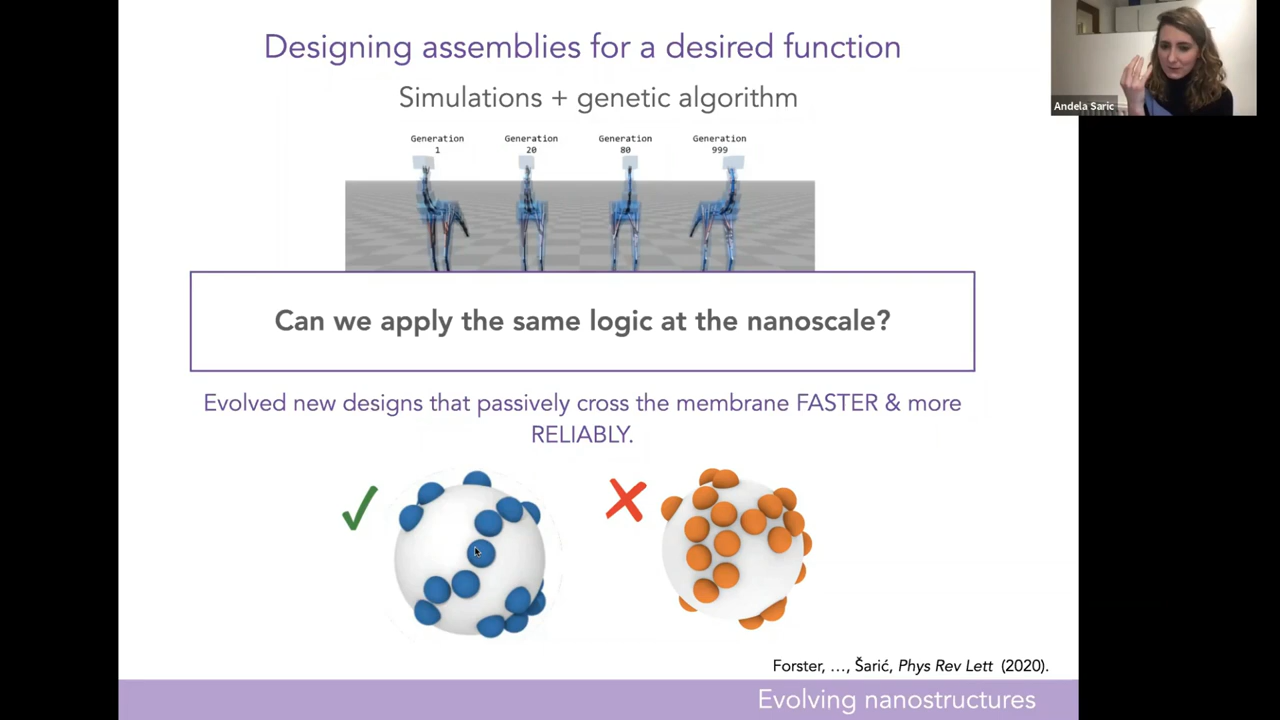 Designing assemblies for a desired function
Simulations + genetic algorithm
Generation 1
Generation 20
Generation 80
Generation 999
Can we apply the same logic at the nanoscale?
Evolved new designs that passively cross the membrane FASTER & more
RELIABLY.
Forster, ..., Šarić, Phys Rev Lett (2020).
Evolving nanostructures
Andela Saric